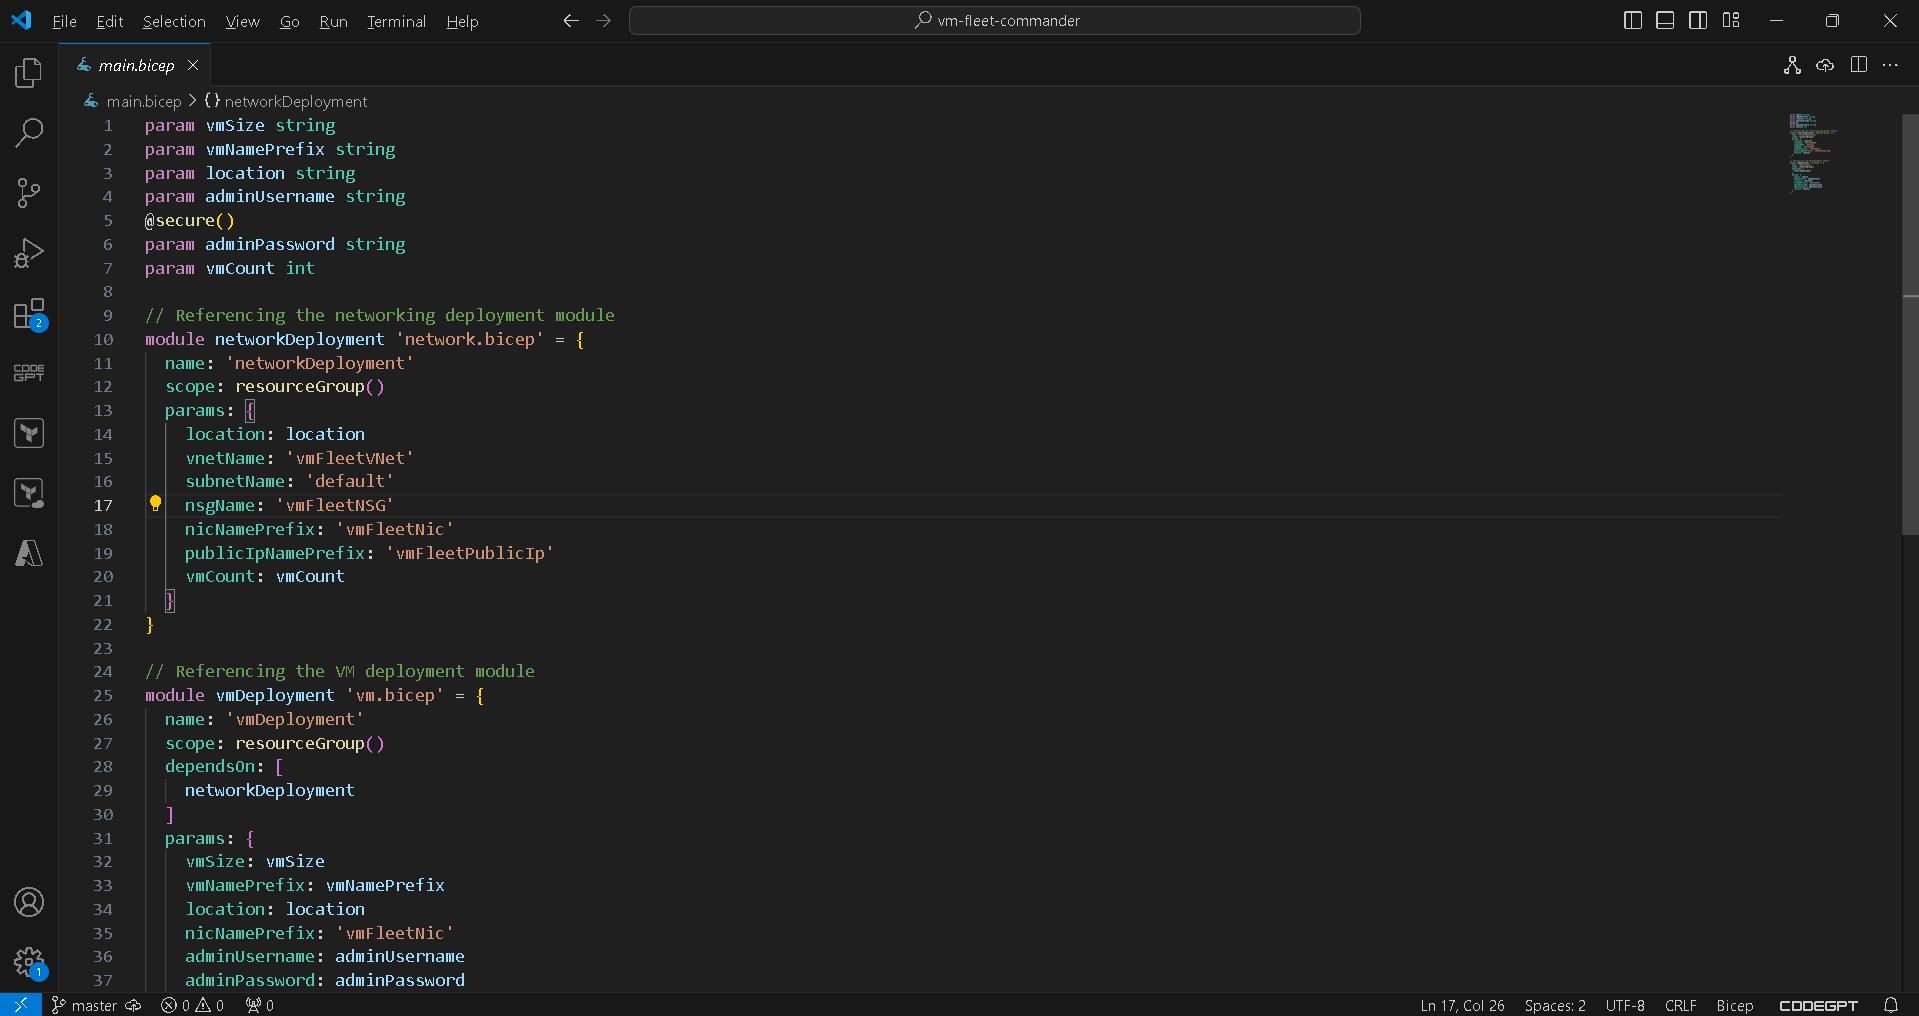 File Edit Selection View Go Run Terminal Help
vm-fleet-commander
main.bicep
main.bicep > {} networkDeployment
1 param vmSize string
2 param vmNamePrefix string
3 param location string
4 param adminUsername string
5 @secure()
6 param adminPassword string
7 param vmCount int
8
9 // Referencing the networking deployment module
10 module networkDeployment 'network.bicep' = {
11   name: 'networkDeployment'
12   scope: resourceGroup()
13   params: {
14     location: location
15     vnetName: 'vmFleetVNet'
16     subnetName: 'default'
17     nsgName: 'vmFleetNSG'
18     nicNamePrefix: 'vmFleetNic'
19     publicIpNamePrefix: 'vmFleetPublicIp'
20     vmCount: vmCount
21   }
22 }
23
24 // Referencing the VM deployment module
25 module vmDeployment 'vm.bicep' = {
26   name: 'vmDeployment'
27   scope: resourceGroup()
28   dependsOn: [
29     networkDeployment
30   ]
31   params: {
32     vmSize: vmSize
33     vmNamePrefix: vmNamePrefix
34     location: location
35     nicNamePrefix: 'vmFleetNic'
36     adminUsername: adminUsername
37     adminPassword: adminPassword
2
CODE
GPT
1
master 0 0 0 Ln 17, Col 26 Spaces: 2 UTF-8 CRLF Bicep CODEGPT